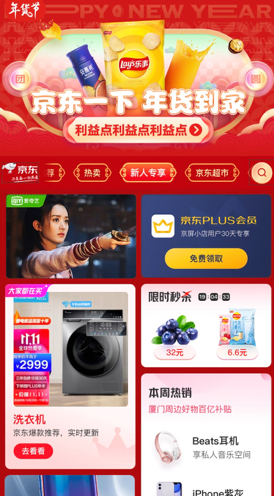 年货节
HAPPY NEW YEAR
团
圆
Lay's乐事
京东一下 年货到家
利益点利益点利益点
京东
热卖
新人专享
京东超市
爱奇艺
京东PLUS会员
京屏小店用户30天专享
免费领取
大家都在买
11.11
¥2999
洗衣机
京东爆款推荐,实时更新
去看看
限时秒杀
19:04:33
32元
6.6元
本周热销
厦门周边好物百亿补贴
Beats耳机
享私人音乐空间
iPhone紫灰